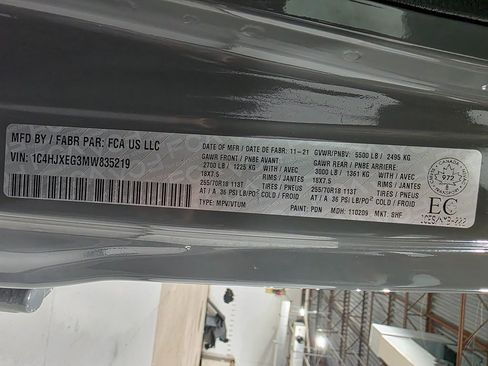 MFD BY / FABR PAR: FCA US LLC
VIN: 1C4HJXEG3MW835219
DATE OF MFR / DATE DE FABR: 11-21 GVWR/PNBV: 5500 LB / 2495 KG
GAWR FRONT / PNBE AVANT
2700 LB / 1225 KG WITH / AVEC
18X7.5 RIMS / JANTES
255/70R18 113T TIRES / PNEUS
AT / A 36 PSI LB/PO² COLD / FROID
TYPE: MPV/VTUM
GAWR REAR / PNBE ARRIERE:
3000 LB / 1361 KG WITH / AVEC
18X7.5 RIMS / JANTES
255/70R18 113T TIRES / PNEUS
AT / A 36 PSI LB/PO² COLD / FROID
PAINT: PDN MDH: 110209 MKT: 8HF
CANADA
972
EC